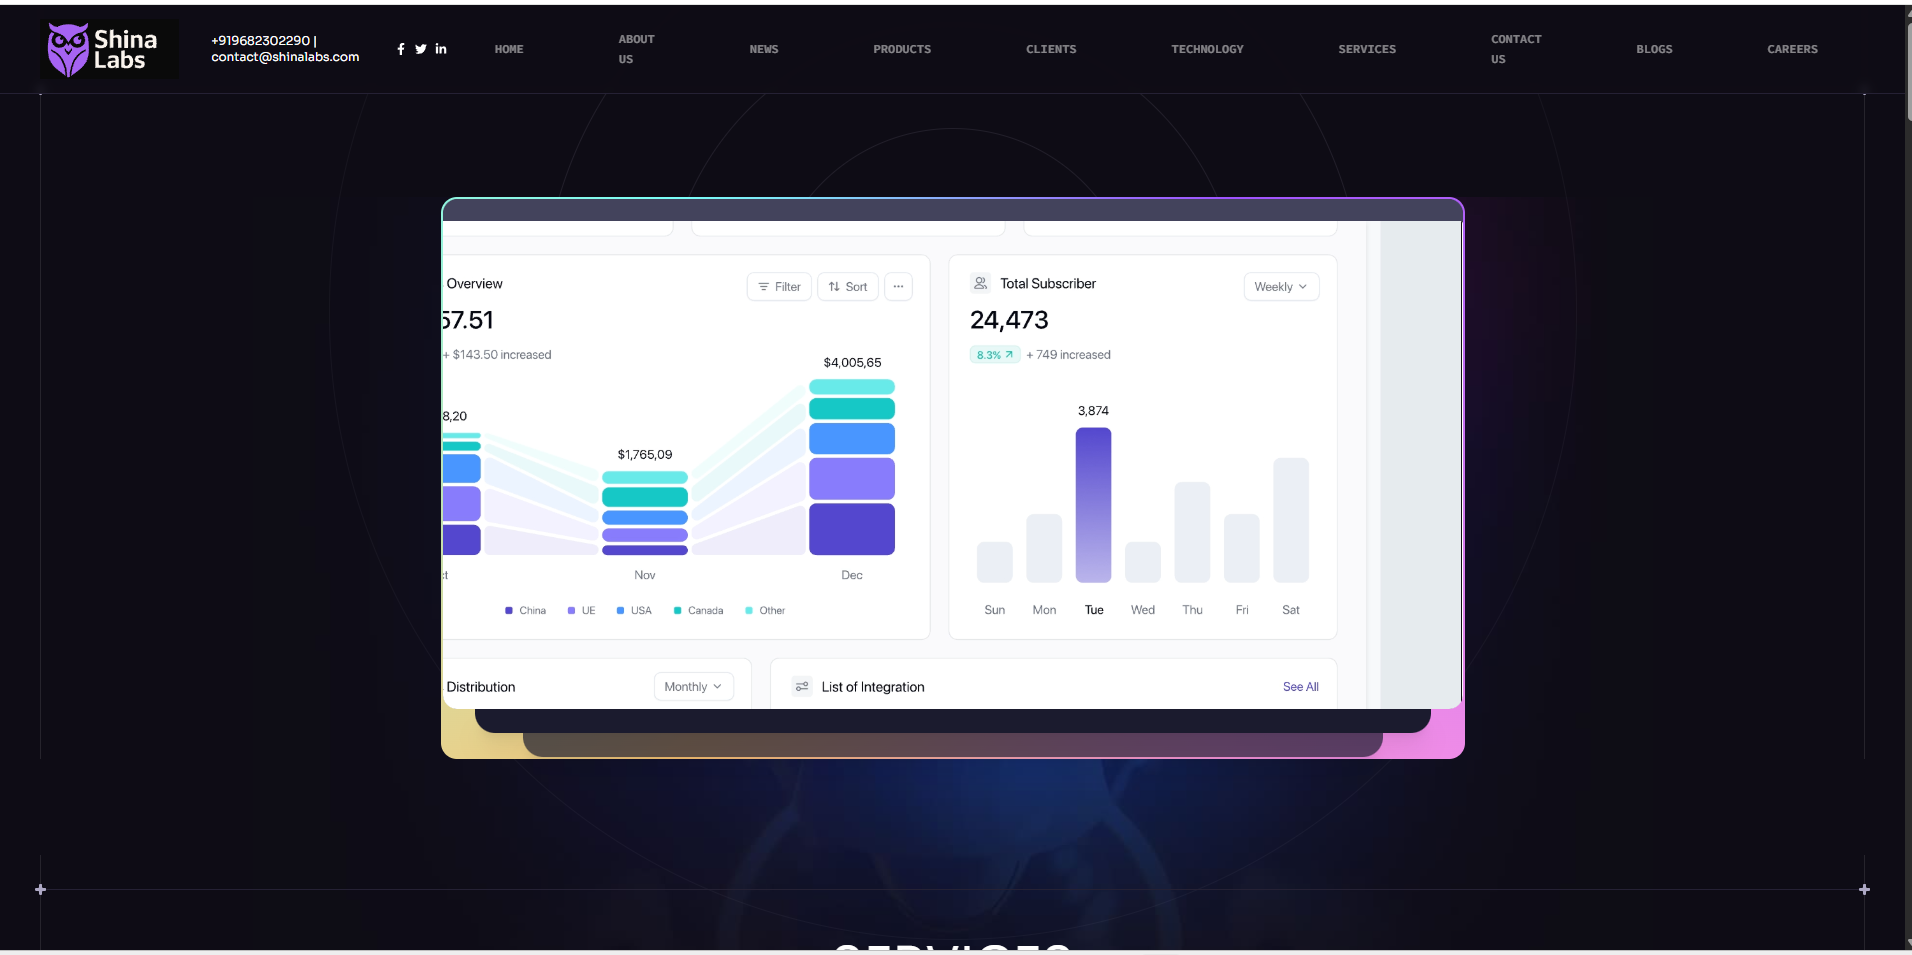 Shina
Labs
+919682302290 |
contact@shinalabs.com
HOME
ABOUT
US
NEWS
PRODUCTS
CLIENTS
TECHNOLOGY
SERVICES
CONTACT
US
BLOGS
CAREERS
Overview
Filter
Sort
57.51
+ $143.50 increased
$4,005,65
8,20
$1,765,09
Nov
Dec
China
UE
USA
Canada
Other
Total Subscriber
Weekly
24,473
8.3%
+ 749 increased
3,874
Sun
Mon
Tue
Wed
Thu
Fri
Sat
Distribution
Monthly
List of Integration
See All
SERVICES